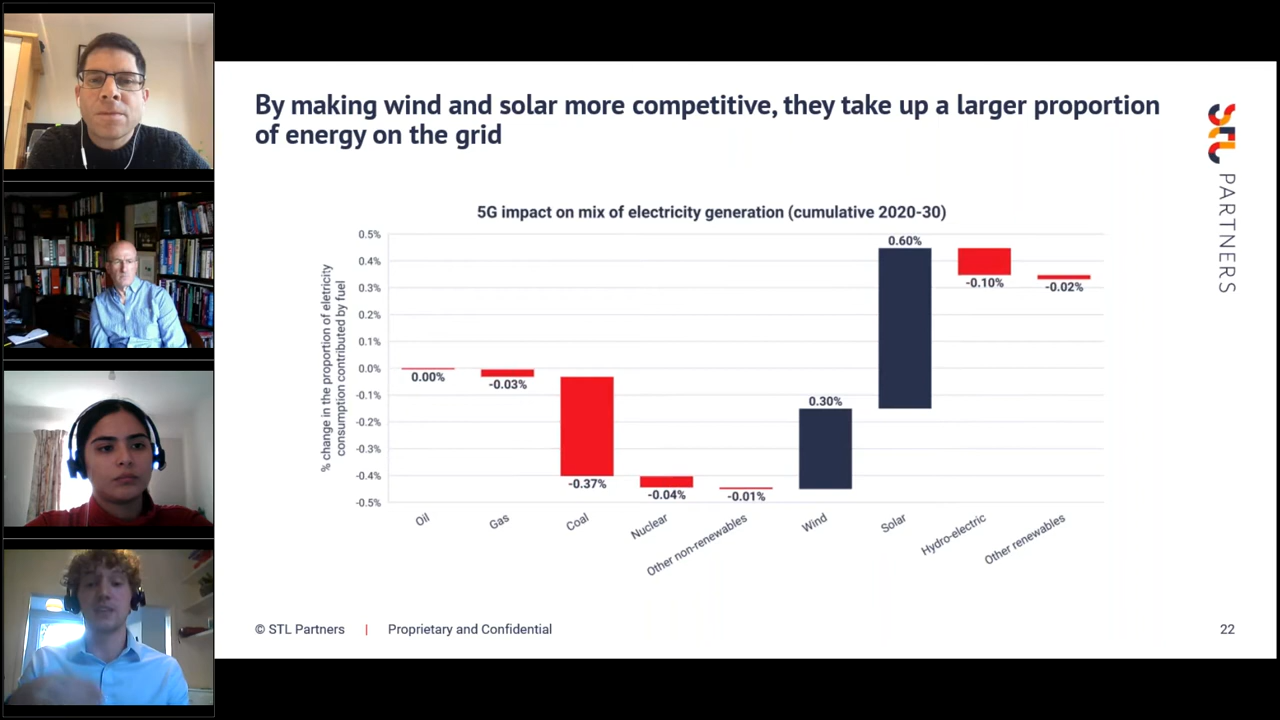 By making wind and solar more competitive, they take up a larger proportion
of energy on the grid
STL
PARTNERS
5G impact on mix of electricity generation (cumulative 2020-30)
% change in the proportion of eletricity
consumption contributed by fuel
0.5%
0.4%
0.3%
0.2%
0.1%
0.0%
-0.1%
-0.2%
-0.3%
-0.4%
-0.5%
0.00%
-0.03%
-0.37%
-0.04%
-0.01%
0.30%
0.60%
-0.10%
-0.02%
Oil
Gas
Coal
Nuclear
Other non-renewables
Wind
Solar
Hydro-electric
Other renewables
© STL Partners | Proprietary and Confidential
22